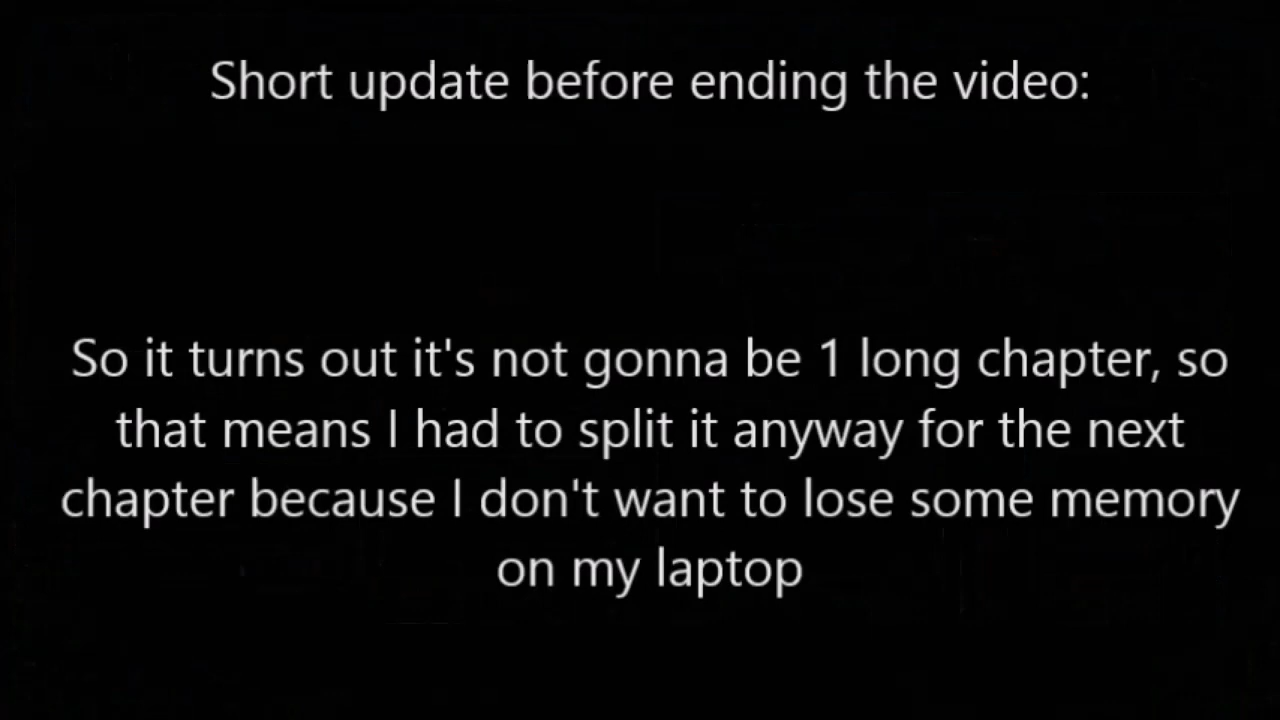 Short update before ending the video:
So it turns out it's not gonna be 1 long chapter, so
that means I had to split it anyway for the next
chapter because I don't want to lose some memory
on my laptop